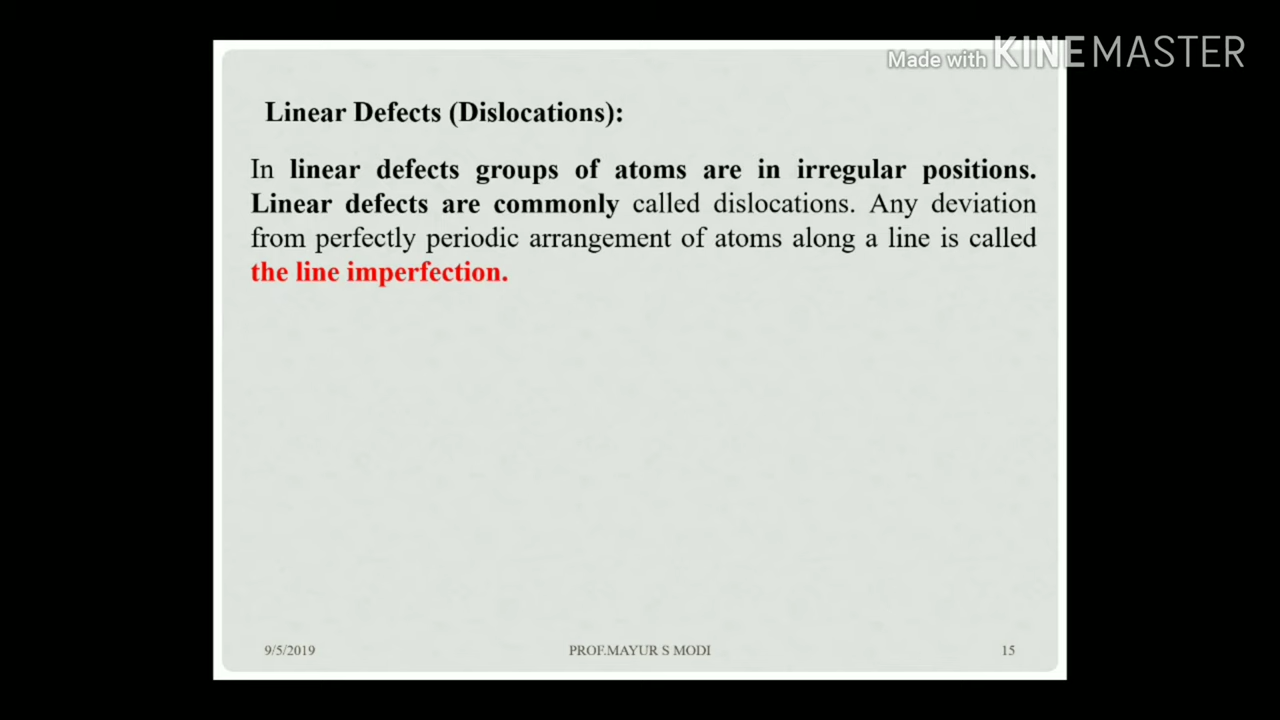 Made with KINEMASTER
Linear Defects (Dislocations):
In linear defects groups of atoms are in irregular positions.
Linear defects are commonly called dislocations. Any deviation
from perfectly periodic arrangement of atoms along a line is called
the line imperfection.
9/5/2019 PROF.MAYUR S MODI 15